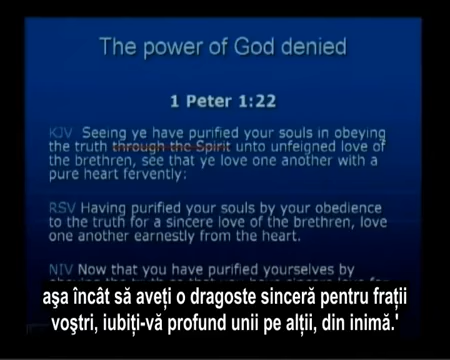 The power of God denied
1 Peter 1:22
KJV Seeing ye have purified your souls in obeying
the truth through the Spirit unto unfeigned love of
the brethren, see that ye love one another with a
pure heart fervently:
RSV Having purified your souls by your obedience
to the truth for a sincere love of the brethren, love
one another earnestly from the heart.
NIV Now that you have purified yourselves by
aşa încât să aveți o dragoste sinceră pentru frații
voştri, iubiți-vă profund unii pe alții, din inimă.'